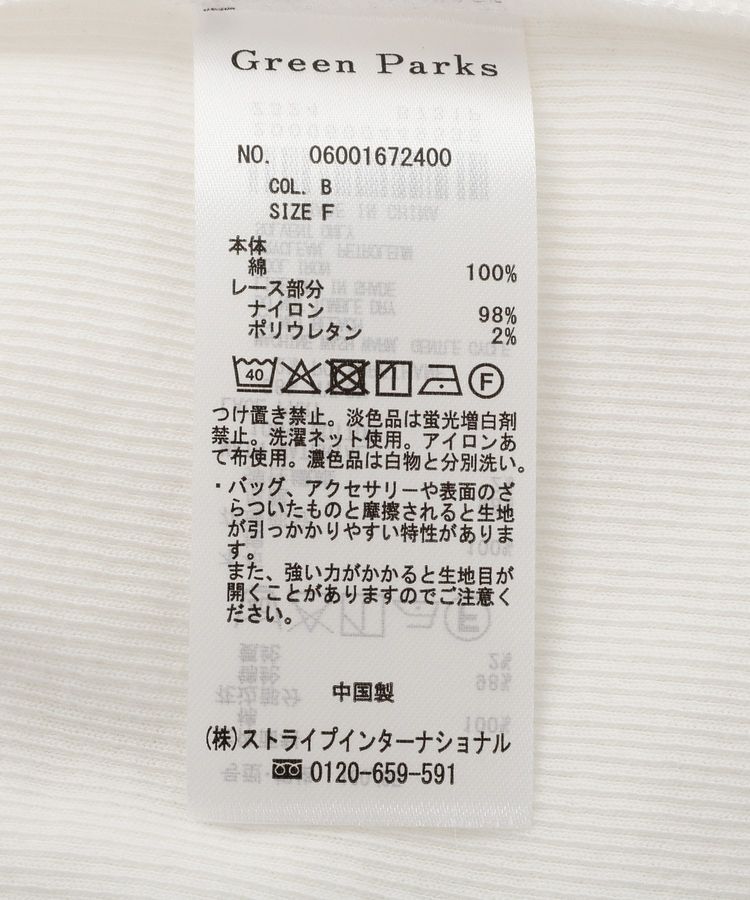 Green Parks
NO. 06001672400
COL. B
SIZE F
本体
綿 100%
レース部分
ナイロン 98%
ポリウレタン 2%
40
F
つけ置き禁止。淡色品は蛍光増白剤
禁止。洗濯ネット使用。アイロンあ
て布使用。濃色品は白物と分別洗い。
・バッグ、アクセサリーや表面のざ
らついたものと摩擦されると生地
が引っかかりやすい特性がありま
す。
また、強い力がかかると生地目が
開くことがありますのでご注意く
ださい。
中国製
(株)ストライプインターナショナル
0120-659-591